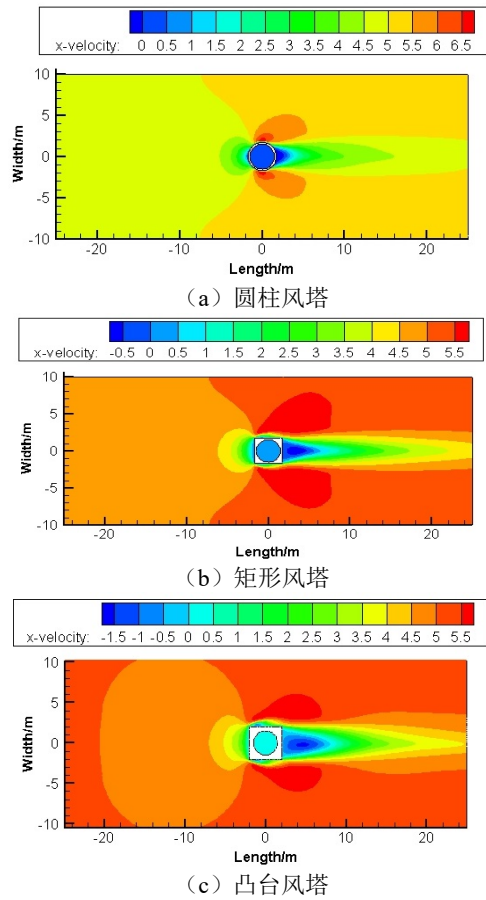 x-velocity: 0 0.5 1 1.5 2 2.5 3 3.5 4 4.5 5 5.5 6 6.5
10
5
0
-5
-10
Width/m
-20 -10 0 10 20
Length/m
（a）圆柱风塔
x-velocity: -0.5 0 0.5 1 1.5 2 2.5 3 3.5 4 4.5 5 5.5
10
5
0
-5
-10
Width/m
-20 -10 0 10 20
Length/m
（b）矩形风塔
x-velocity: -1.5 -1 -0.5 0 0.5 1 1.5 2 2.5 3 3.5 4 4.5 5 5.5
10
5
0
-5
-10
Width/m
-20 -10 0 10 20
Length/m
（c）凸台风塔